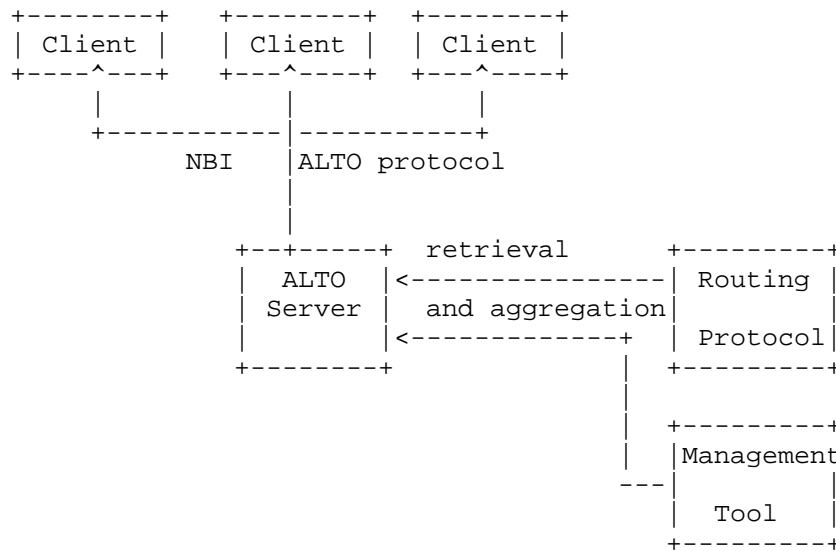 Client Client Client
NBI ALTO protocol
retrieval
ALTO Routing
Server and aggregation
Protocol
Management
Tool